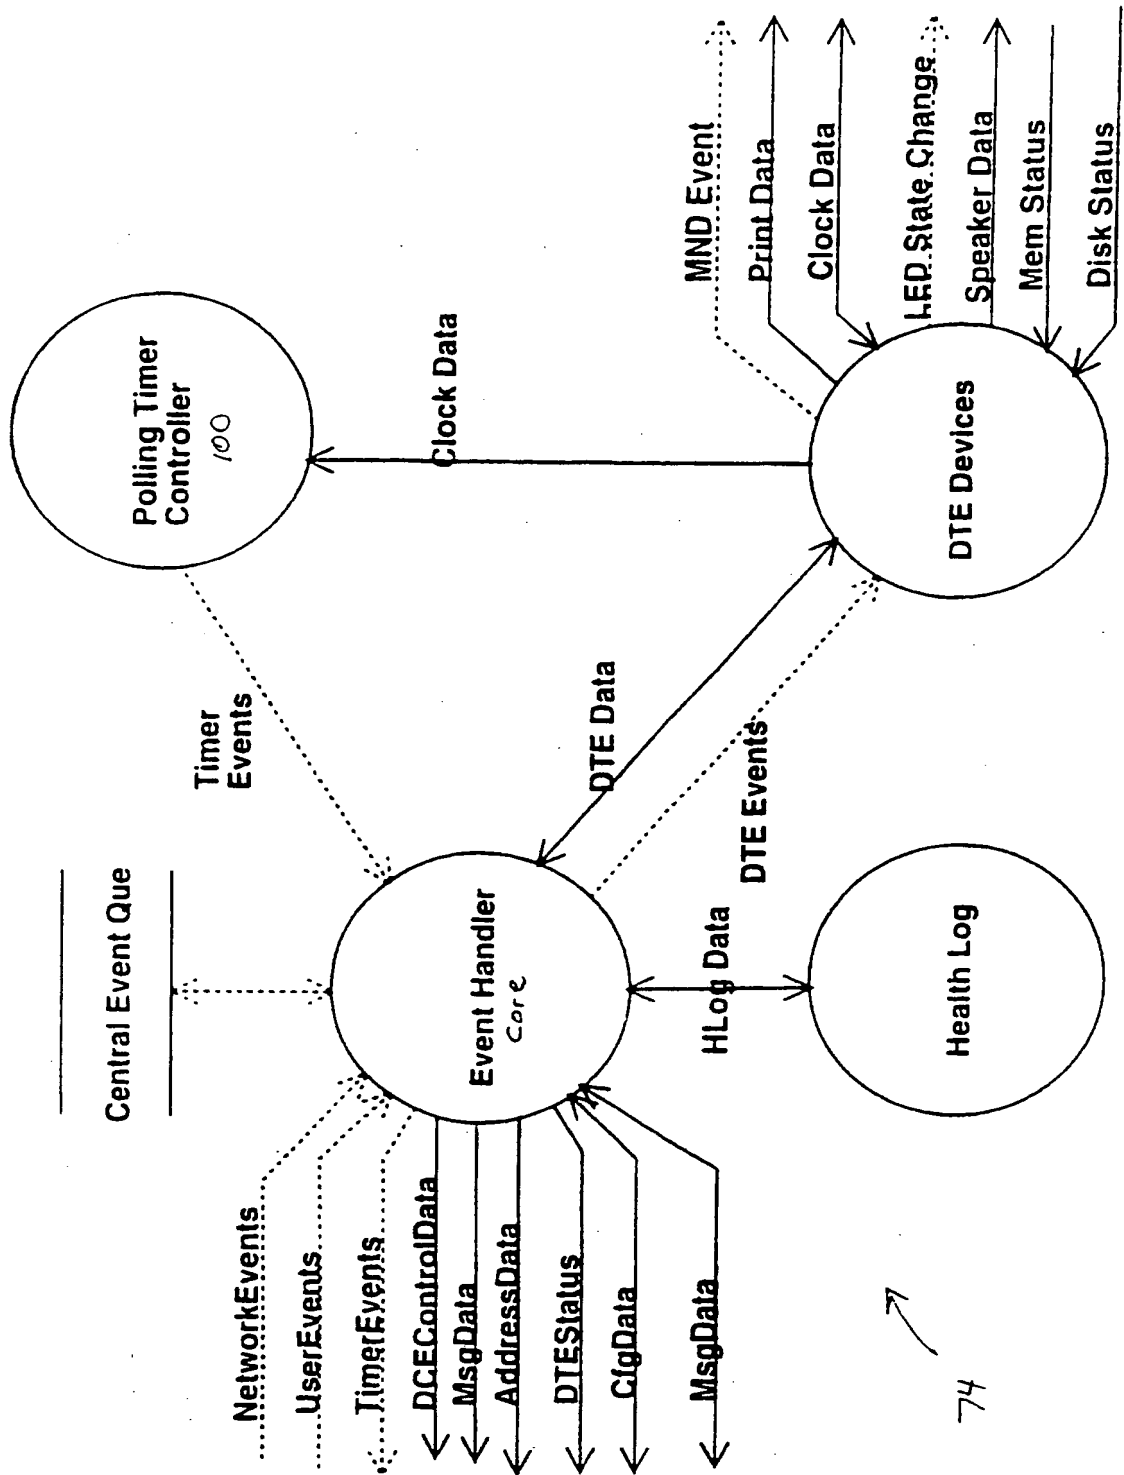 Central Event Que
Timer
Events
Polling Timer
Controller
100
NetworkEvents
UserEvents
TimerEvents
DCEControlData
MsgData
AddressData
DTEStatus
CfgData
MsgData
Event Handler
Core
Clock Data
DTE Data
DTE Events
HLog Data
Health Log
DTE Devices
MND Event
Print Data
Clock Data
LED State Change
Speaker Data
Mem Status
Disk Status
74